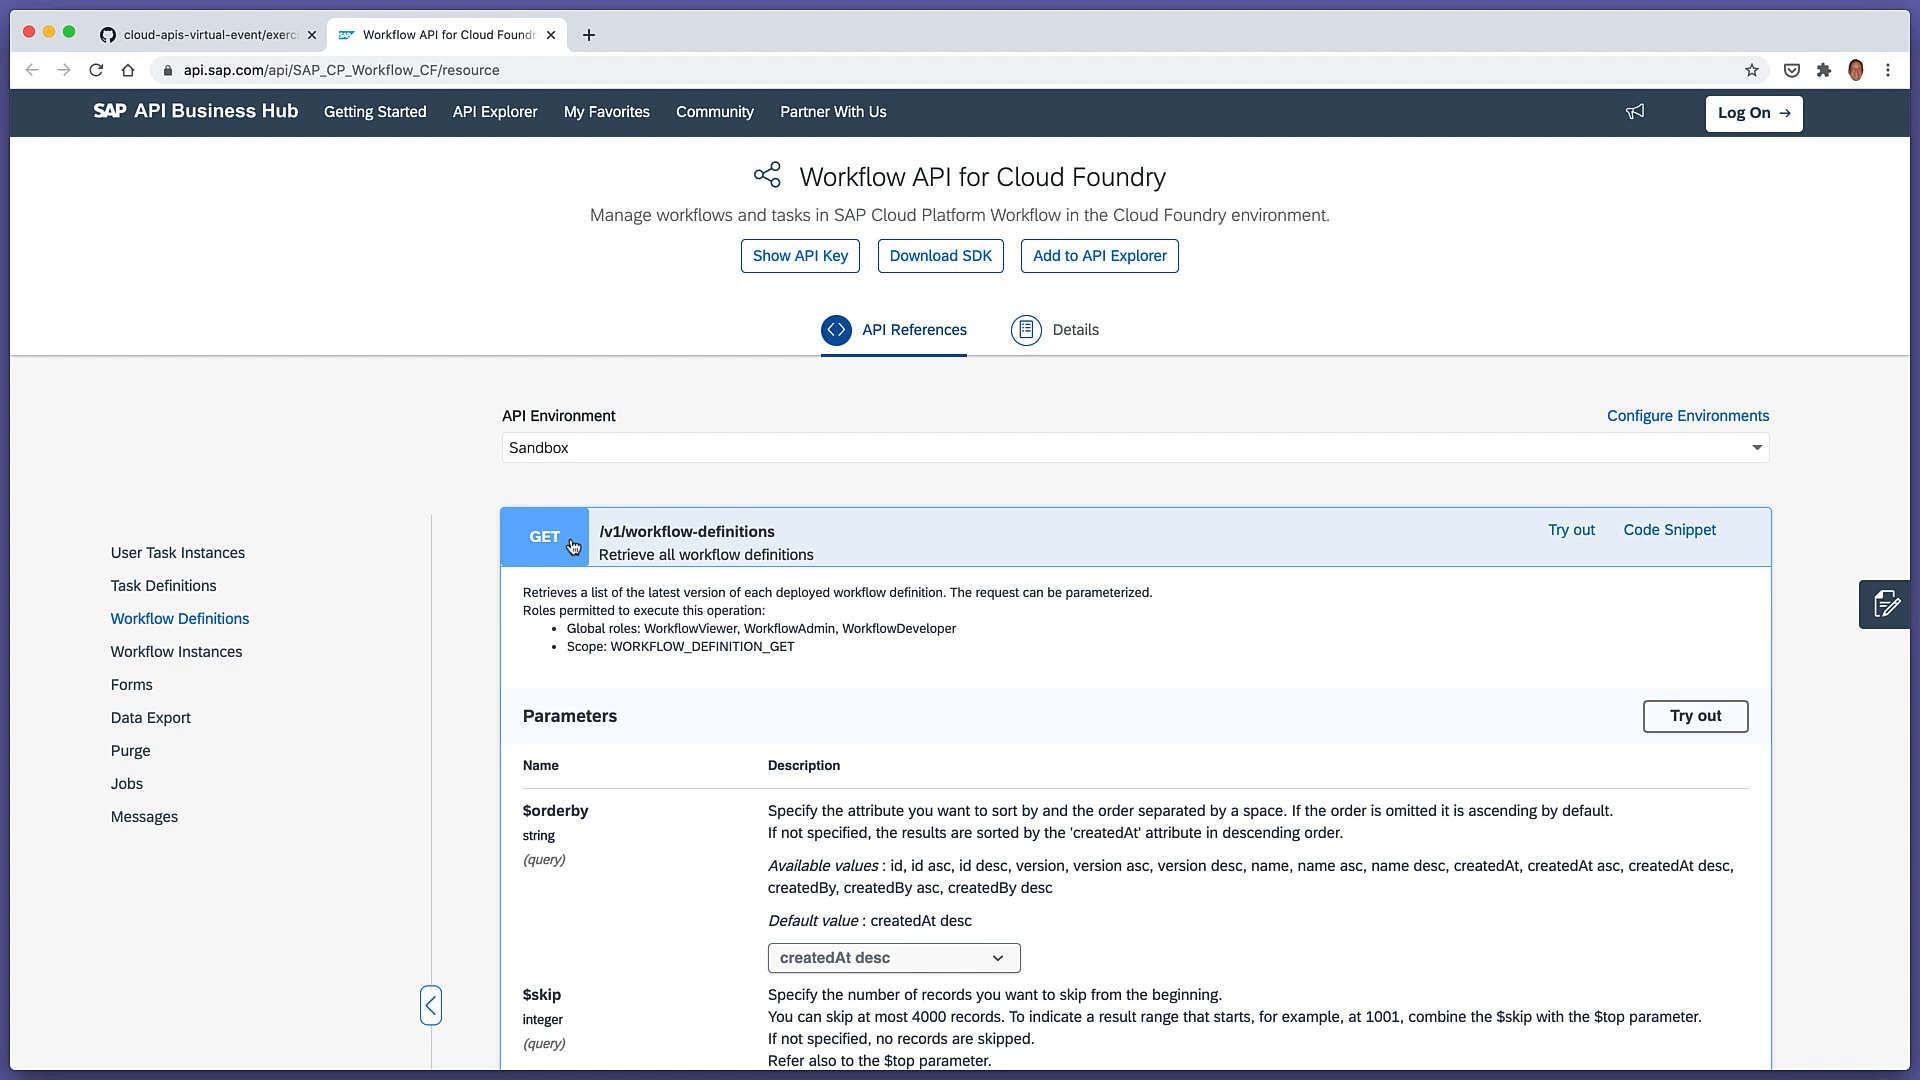 cloud-apis-virtual-event/exerc
Workflow API for Cloud Foundr
api.sap.com/api/SAP_CP_Workflow_CF/resource
SAP API Business Hub
Getting Started
API Explorer
My Favorites
Community
Partner With Us
Log On →
Workflow API for Cloud Foundry
Manage workflows and tasks in SAP Cloud Platform Workflow in the Cloud Foundry environment.
Show API Key
Download SDK
Add to API Explorer
API References
Details
API Environment
Configure Environments
Sandbox
User Task Instances
Task Definitions
Workflow Definitions
Workflow Instances
Forms
Data Export
Purge
Jobs
Messages
GET
/v1/workflow-definitions
Retrieve all workflow definitions
Try out
Code Snippet
Retrieves a list of the latest version of each deployed workflow definition. The request can be parameterized.
Roles permitted to execute this operation:
• Global roles: WorkflowViewer, WorkflowAdmin, WorkflowDeveloper
• Scope: WORKFLOW_DEFINITION_GET
Parameters
Try out
Name
Description
$orderby
string
(query)
Specify the attribute you want to sort by and the order separated by a space. If the order is omitted it is ascending by default.
If not specified, the results are sorted by the 'createdAt' attribute in descending order.
Available values : id, id asc, id desc, version, version asc, version desc, name, name asc, name desc, createdAt, createdAt asc, createdAt desc,
createdBy, createdBy asc, createdBy desc
Default value : createdAt desc
createdAt desc
$skip
integer
(query)
Specify the number of records you want to skip from the beginning.
You can skip at most 4000 records. To indicate a result range that starts, for example, at 1001, combine the $skip with the $top parameter.
If not specified, no records are skipped.
Refer also to the $top parameter.